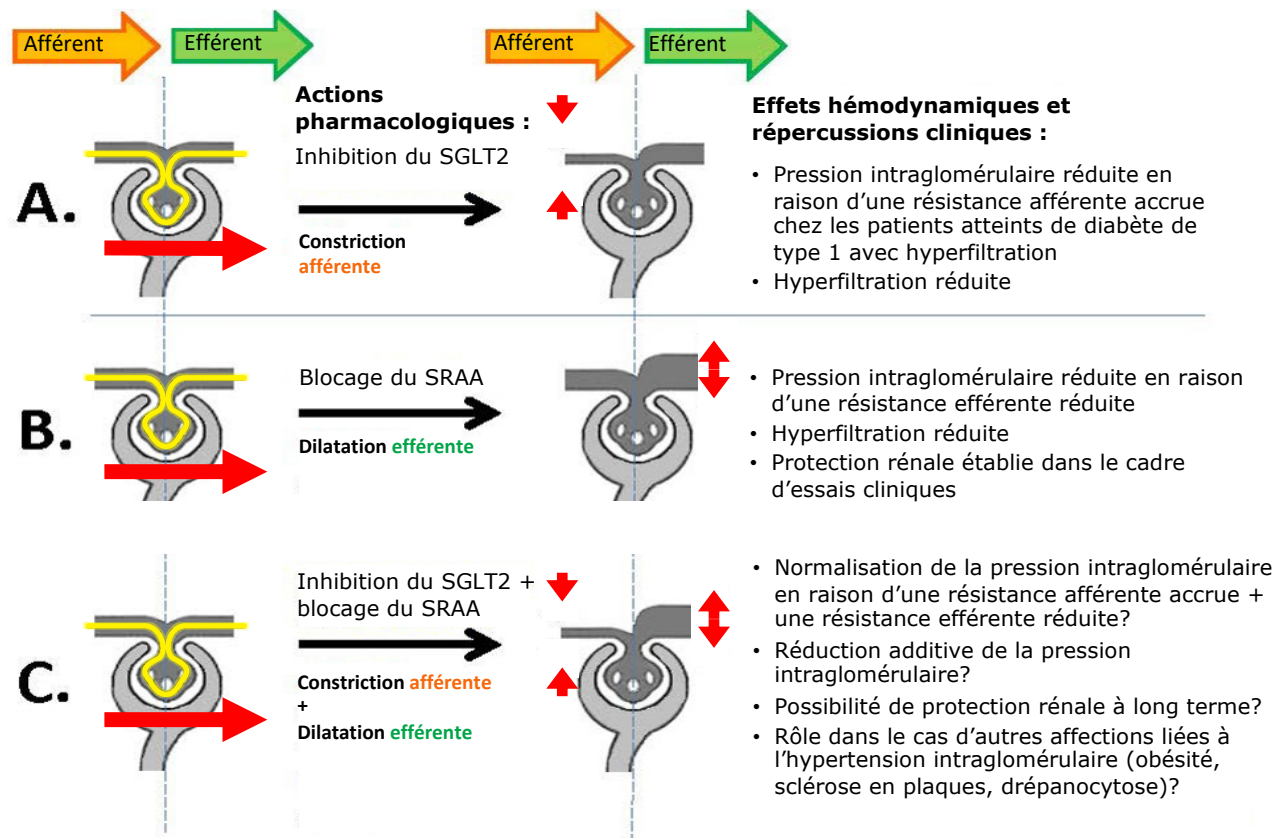 Afférent
Efférent
Afférent
Efférent
Actions
pharmacologiques :
Effets hémodynamiques et
répercussions cliniques :
A.
Inhibition du SGLT2
Constriction
afférente
• Pression intraglomérulaire réduite en
raison d’une résistance afférente accrue
chez les patients atteints de diabète de
type 1 avec hyperfiltration
• Hyperfiltration réduite
B.
Blocage du SRAA
Dilatation efférente
• Pression intraglomérulaire réduite en raison
d’une résistance efférente réduite
• Hyperfiltration réduite
• Protection rénale établie dans le cadre
d'essais cliniques
C.
Inhibition du SGLT2 +
blocage du SRAA
Constriction afférente
+
Dilatation efférente
• Normalisation de la pression intraglomérulaire
en raison d’une résistance afférente accrue +
une résistance efférente réduite?
• Réduction additive de la pression
intraglomérulaire?
• Possibilité de protection rénale à long terme?
• Rôle dans le cas d’autres affections liées à
l’hypertension intraglomérulaire (obésité,
sclérose en plaques, drépanocytose)?